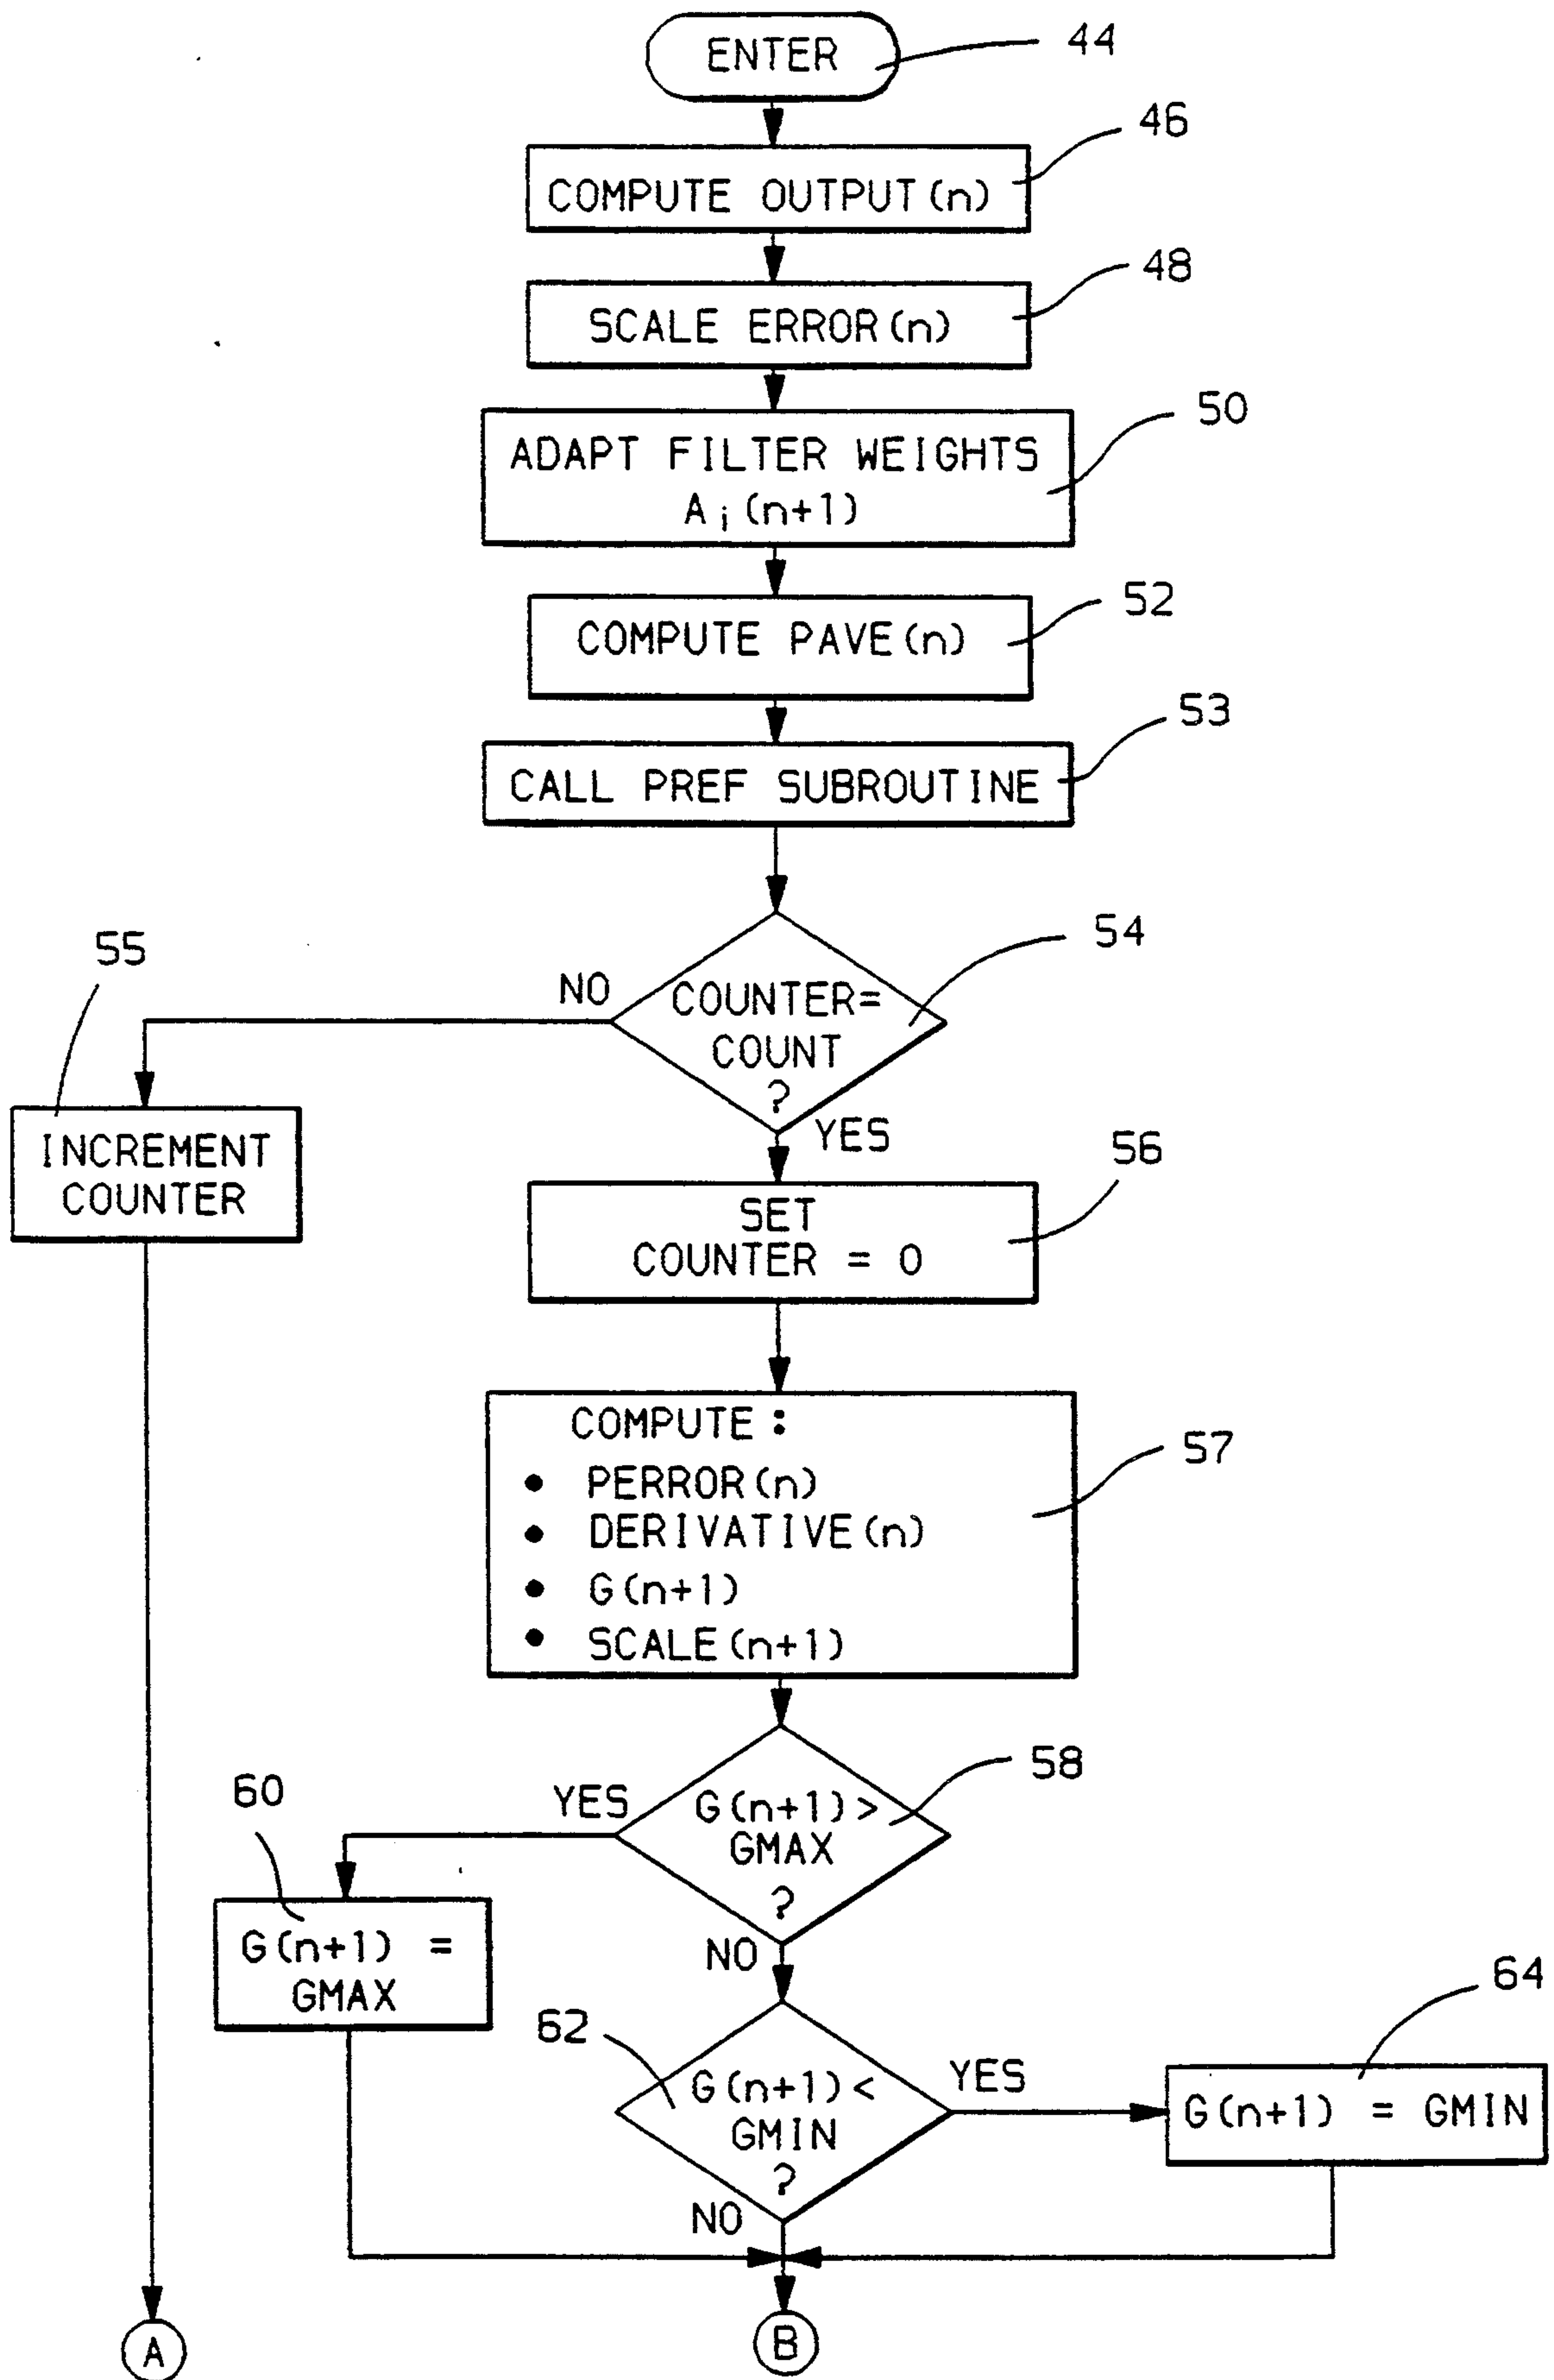 ENTER
44
46
COMPUTE OUTPUT(n)
48
SCALE ERROR(n)
50
ADAPT FILTER WEIGHTS
Ai(n+1)
52
COMPUTE PAVE(n)
53
CALL PREF SUBROUTINE
54
55
NO
COUNTER=
COUNT
?
YES
INCREMENT
COUNTER
56
SET
COUNTER = 0
COMPUTE:
57
• PERROR(n)
• DERIVATIVE(n)
• G(n+1)
• SCALE(n+1)
58
60
YES
G(n+1)>
GMAX
?
NO
G(n+1) =
GMAX
64
62
G(n+1)<
GMIN
?
YES
G(n+1) = GMIN
NO
A
B